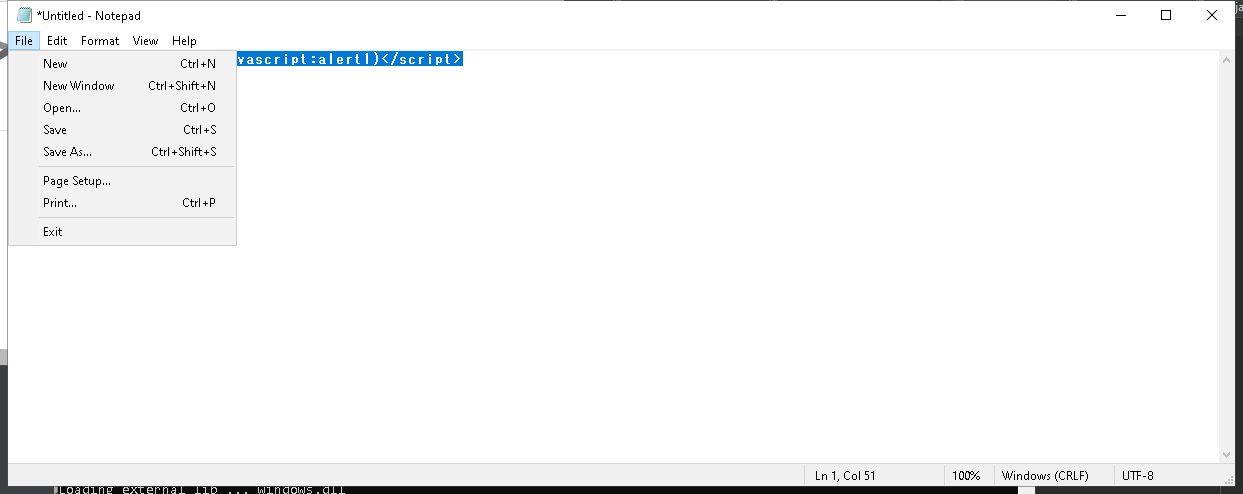 *Untitled - Notepad
File Edit Format View Help
vascript:alert1)</script>
New Ctrl+N
New Window Ctrl+Shift+N
Open... Ctrl+O
Save Ctrl+S
Save As... Ctrl+Shift+S
Page Setup...
Print... Ctrl+P
Exit
Ln 1, Col 51 100% Windows (CRLF) UTF-8
Loading external lib ... windows.dll